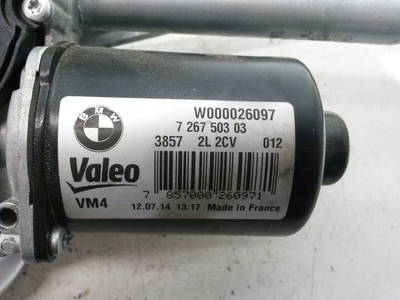 BMW
W000026097
7 267 503 03
3857 2L 2CV 012
Valeo
7 857000 260971
VM4
12.07.14 13:17 Made in France